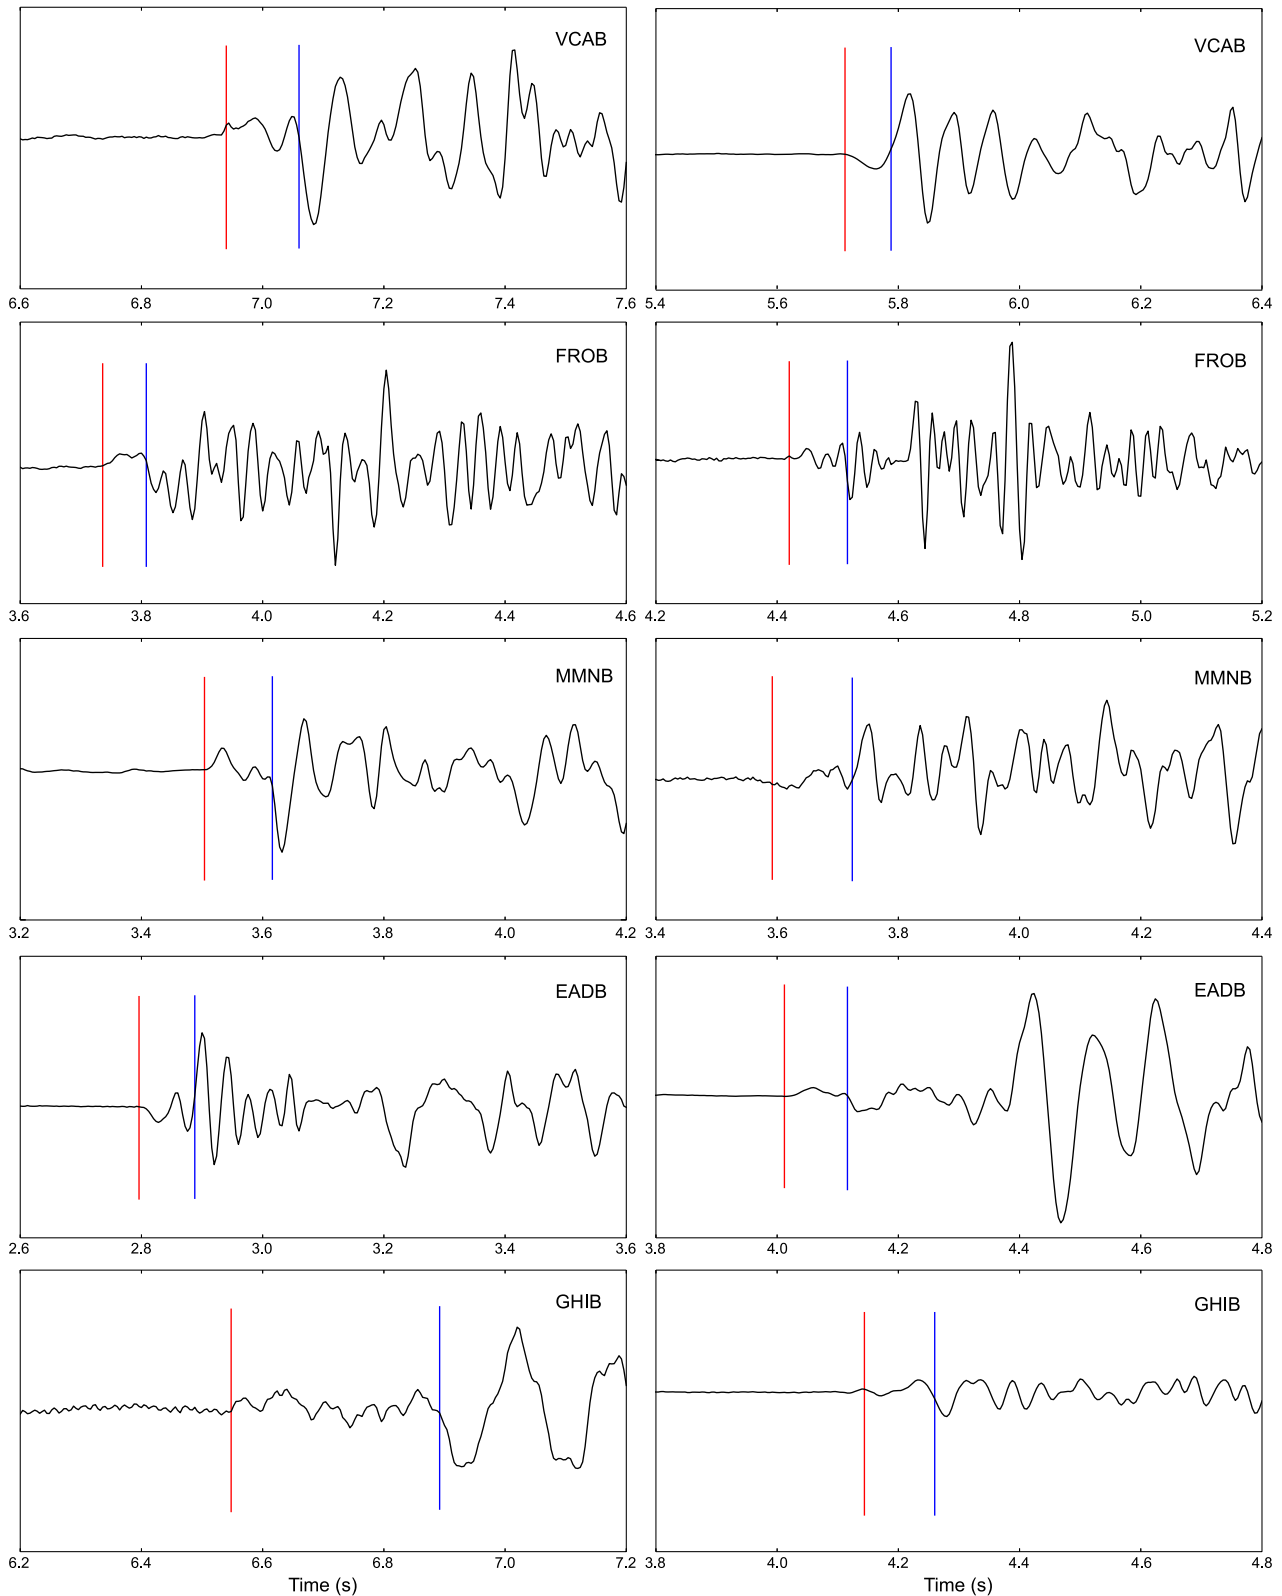 VCAB VCAB
6.6 6.8 7.0 7.2 7.4 7.6 5.4 5.6 5.8 6.0 6.2 6.4
FROB FROB
3.6 3.8 4.0 4.2 4.4 4.6 4.2 4.4 4.6 4.8 5.0 5.2
MMNB MMNB
3.2 3.4 3.6 3.8 4.0 4.2 3.4 3.6 3.8 4.0 4.2 4.4
EADB EADB
2.6 2.8 3.0 3.2 3.4 3.6 3.8 4.0 4.2 4.4 4.6 4.8
GHIB GHIB
6.2 6.4 6.6 6.8 7.0 7.2 3.8 4.0 4.2 4.4 4.6 4.8
Time (s) Time (s)